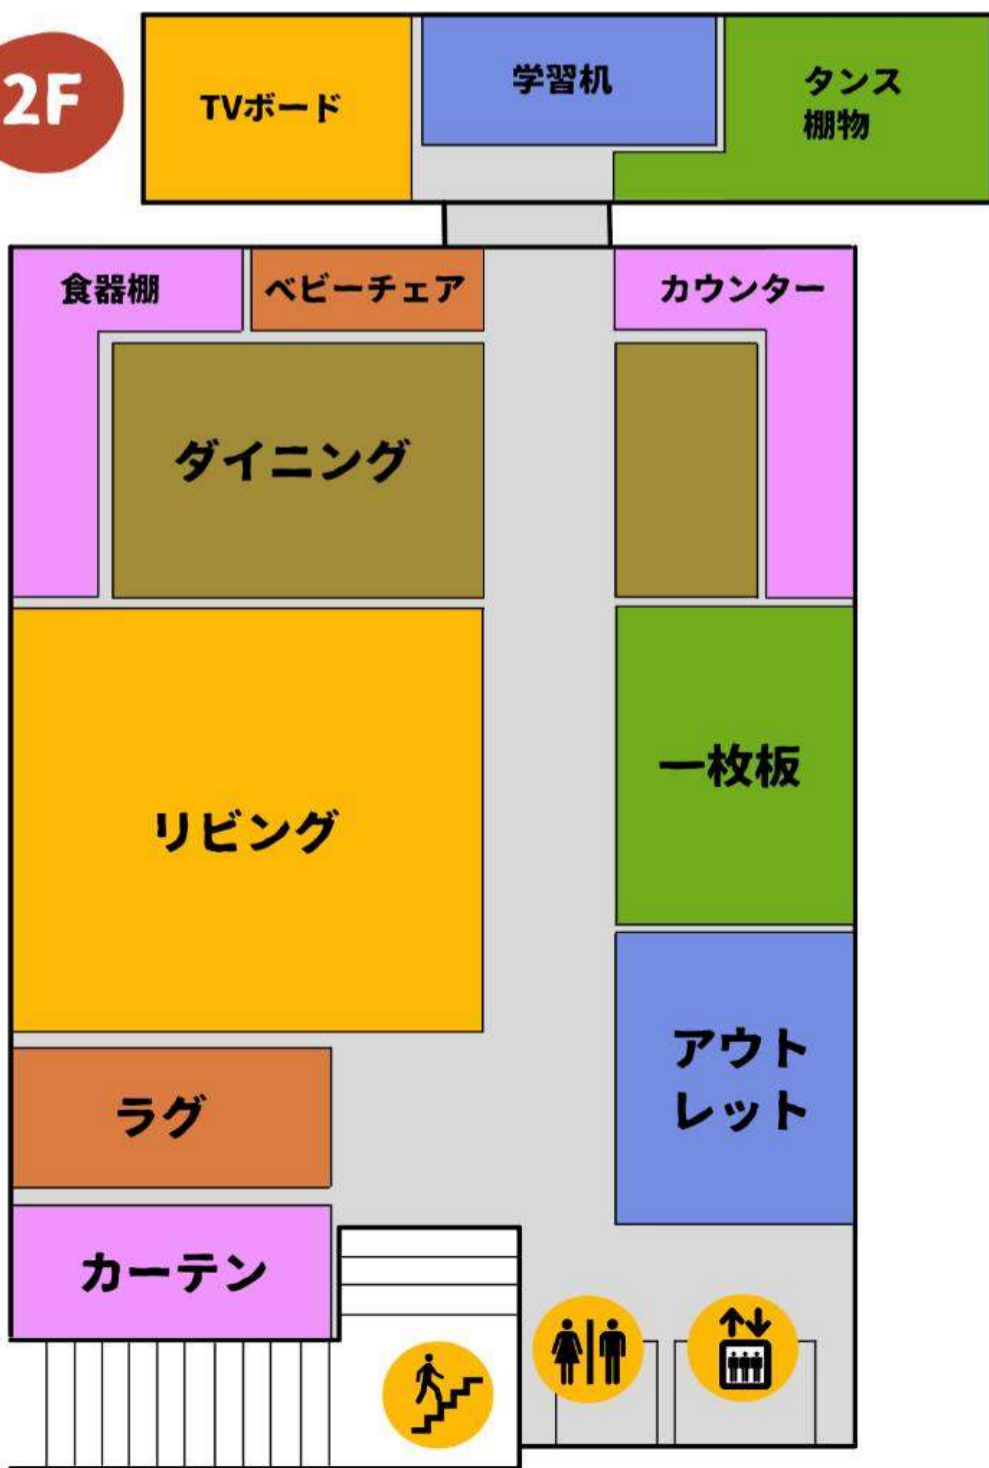 2F
TVボード
学習机
タンス
棚物
食器棚
ベビーチェア
カウンター
ダイニング
リビング
一枚板
アウト
レット
ラグ
カーテン